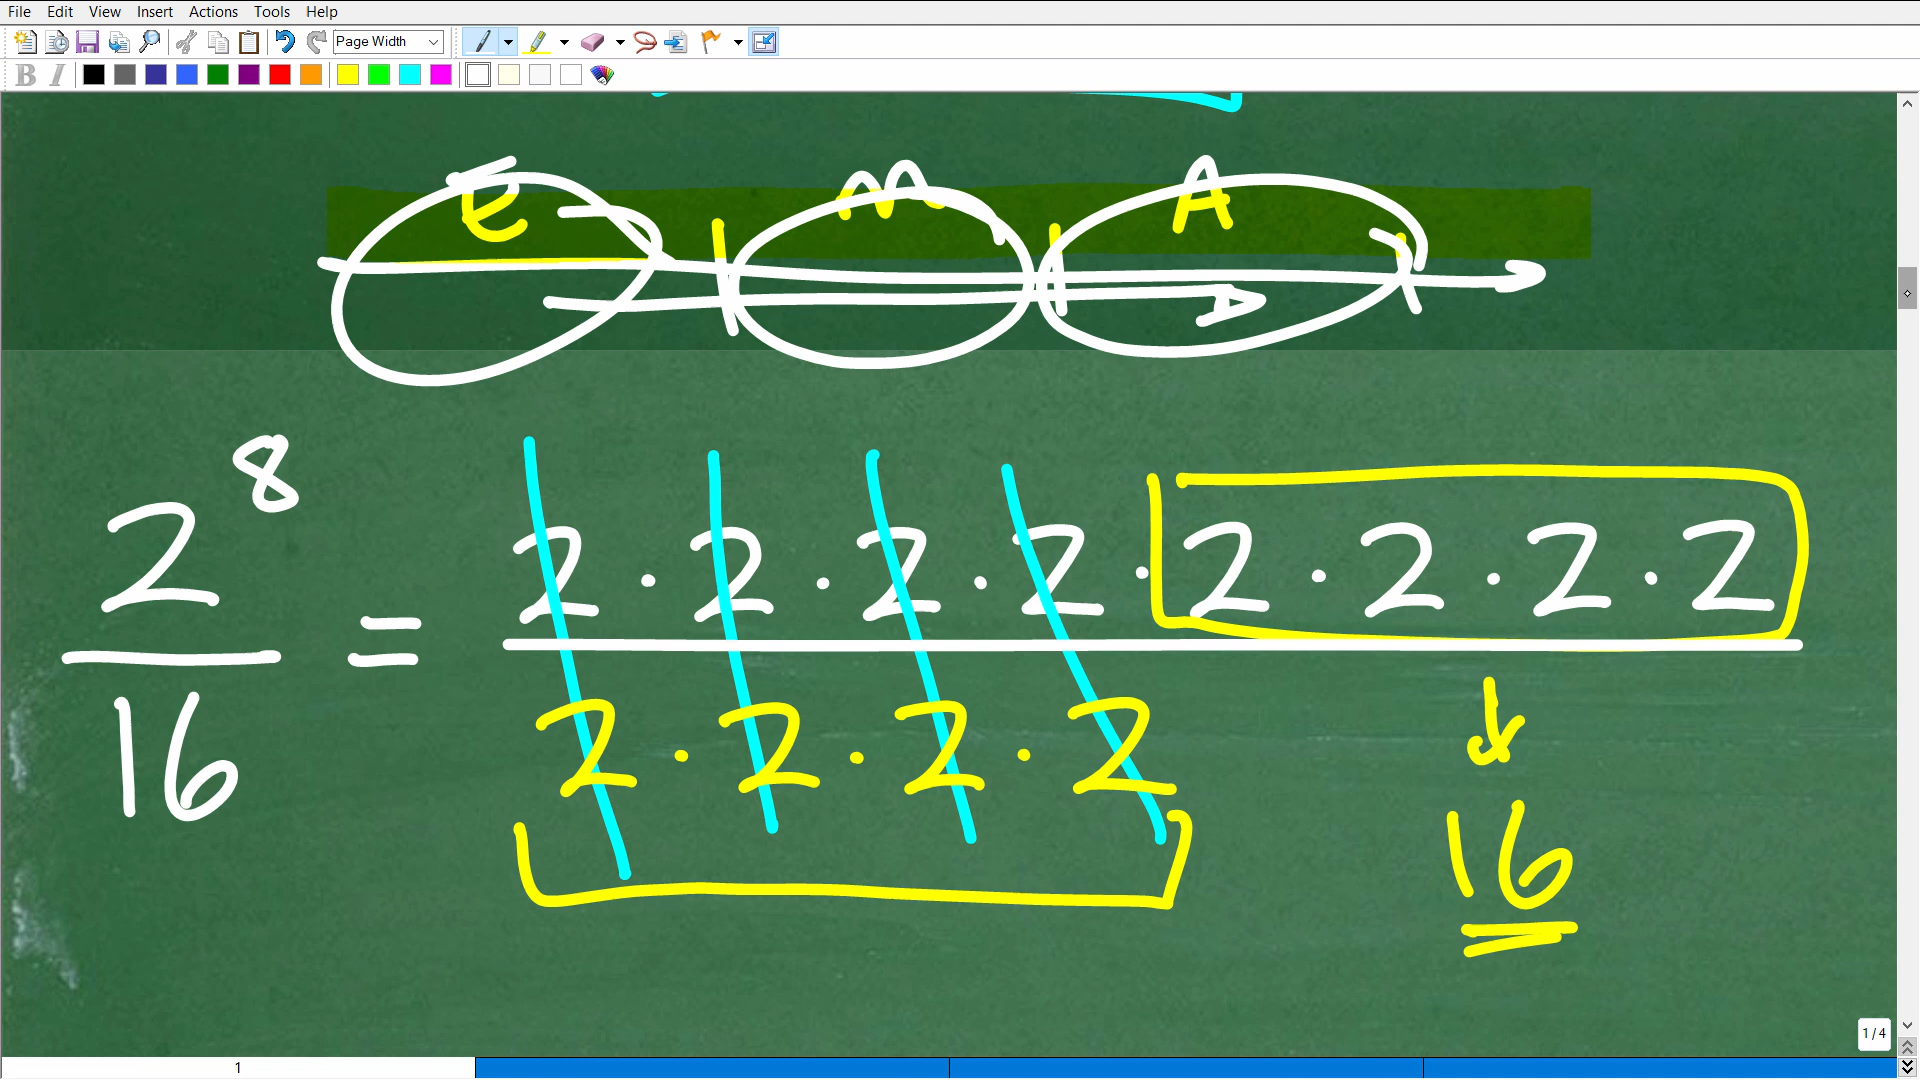 File Edit View Insert Actions Tools Help
Page Width
B I
E m A
2^8 = 2 · 2 · 2 · 2 · 2 · 2 · 2 · 2
16 2 · 2 · 2 · 2
16
1 / 4
1